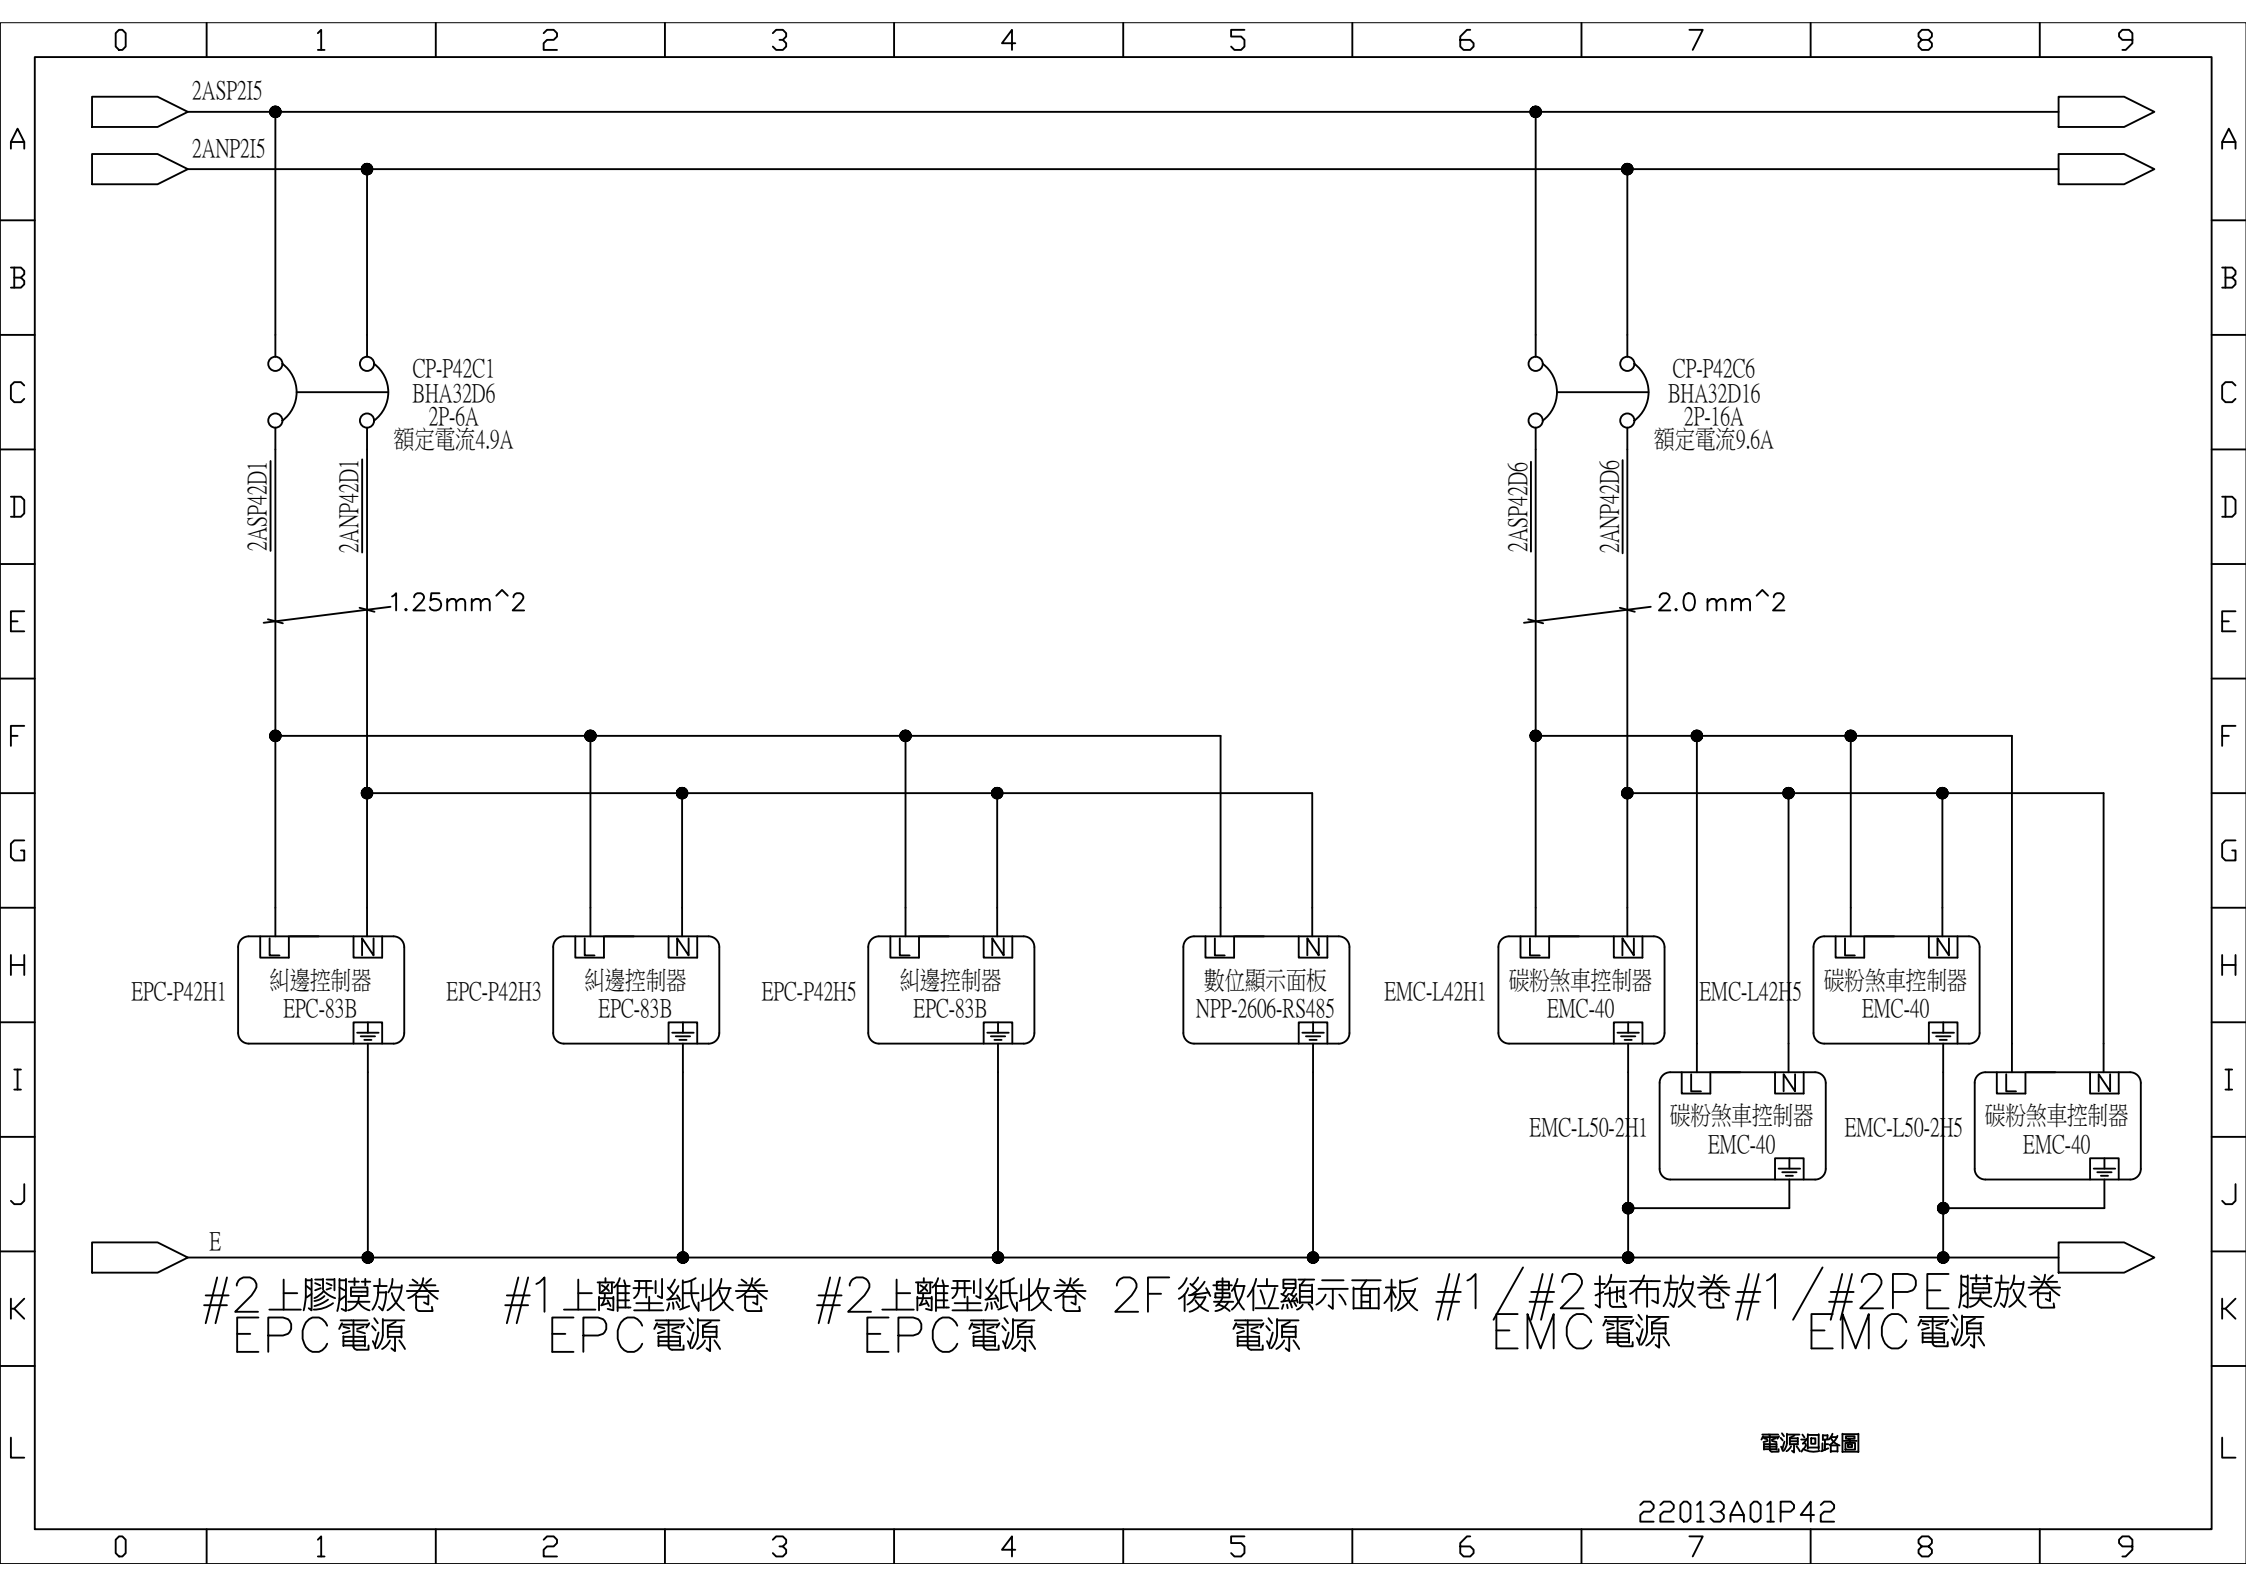 0 1 2 3 4 5 6 7 8 9
2ASP2I5
A A
2ANP2I5
B B
CP-P42C1
BHA32D6
2P-6A
額定電流4.9A
CP-P42C6
BHA32D16
2P-16A
額定電流9.6A
C C
2ASP42D1
2ANP42D1
2ASP42D6
2ANP42D6
D D
1.25mm^2
2.0 mm^2
E E
F F
G G
H H
L N
糾邊控制器
EPC-83B
EPC-P42H1
L N
糾邊控制器
EPC-83B
EPC-P42H3
L N
糾邊控制器
EPC-83B
EPC-P42H5
L N
數位顯示面板
NPP-2606-RS485
L N
碳粉煞車控制器
EMC-40
EMC-L42H1
L N
碳粉煞車控制器
EMC-40
EMC-L42H5
I I
L N
碳粉煞車控制器
EMC-40
EMC-L50-2H1
L N
碳粉煞車控制器
EMC-40
EMC-L50-2H5
J J
E
K K
#2上膠膜放卷
EPC電源
#1上離型紙收卷
EPC電源
#2上離型紙收卷
EPC電源
2F後數位顯示面板
電源
#1/#2拖布放卷
EMC電源
#1/#2PE膜放卷
EMC電源
L L
電源迴路圖
22013A01P42
0 1 2 3 4 5 6 7 8 9